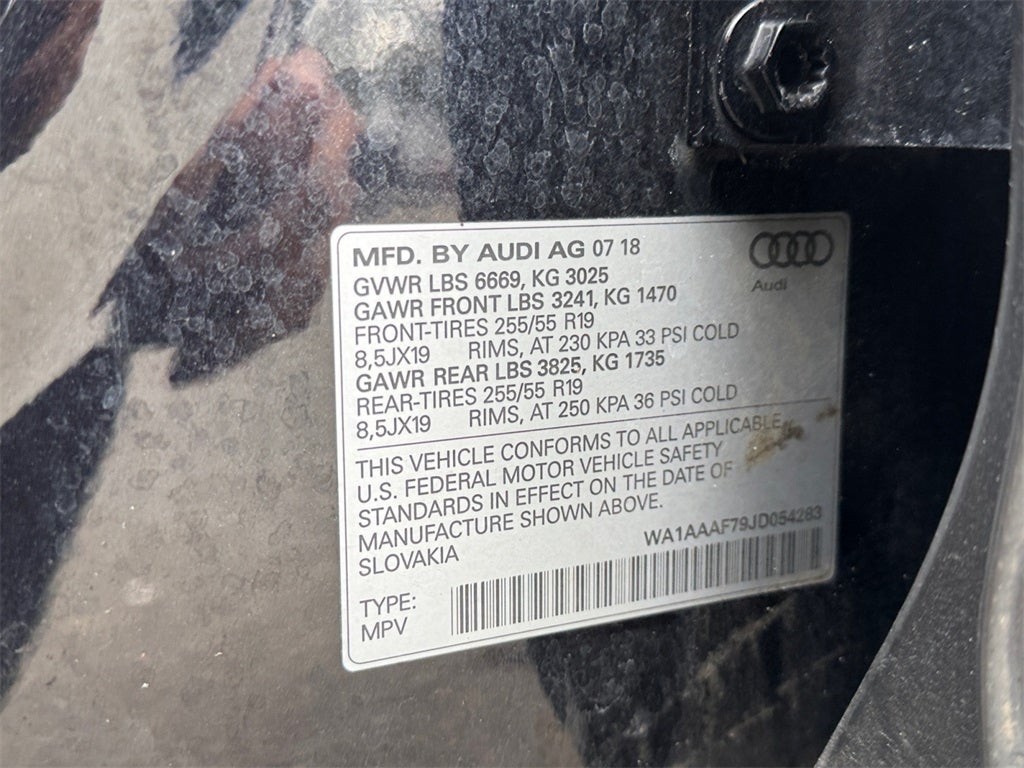 MFD. BY AUDI AG 07 18
Audi
GVWR LBS 6669, KG 3025
GAWR FRONT LBS 3241, KG 1470
FRONT-TIRES 255/55 R19
8,5JX19 RIMS, AT 230 KPA 33 PSI COLD
GAWR REAR LBS 3825, KG 1735
REAR-TIRES 255/55 R19
8,5JX19 RIMS, AT 250 KPA 36 PSI COLD
THIS VEHICLE CONFORMS TO ALL APPLICABLE
U.S. FEDERAL MOTOR VEHICLE SAFETY
STANDARDS IN EFFECT ON THE DATE OF
MANUFACTURE SHOWN ABOVE.
SLOVAKIA
WA1AAAF79JD054283
TYPE:
MPV